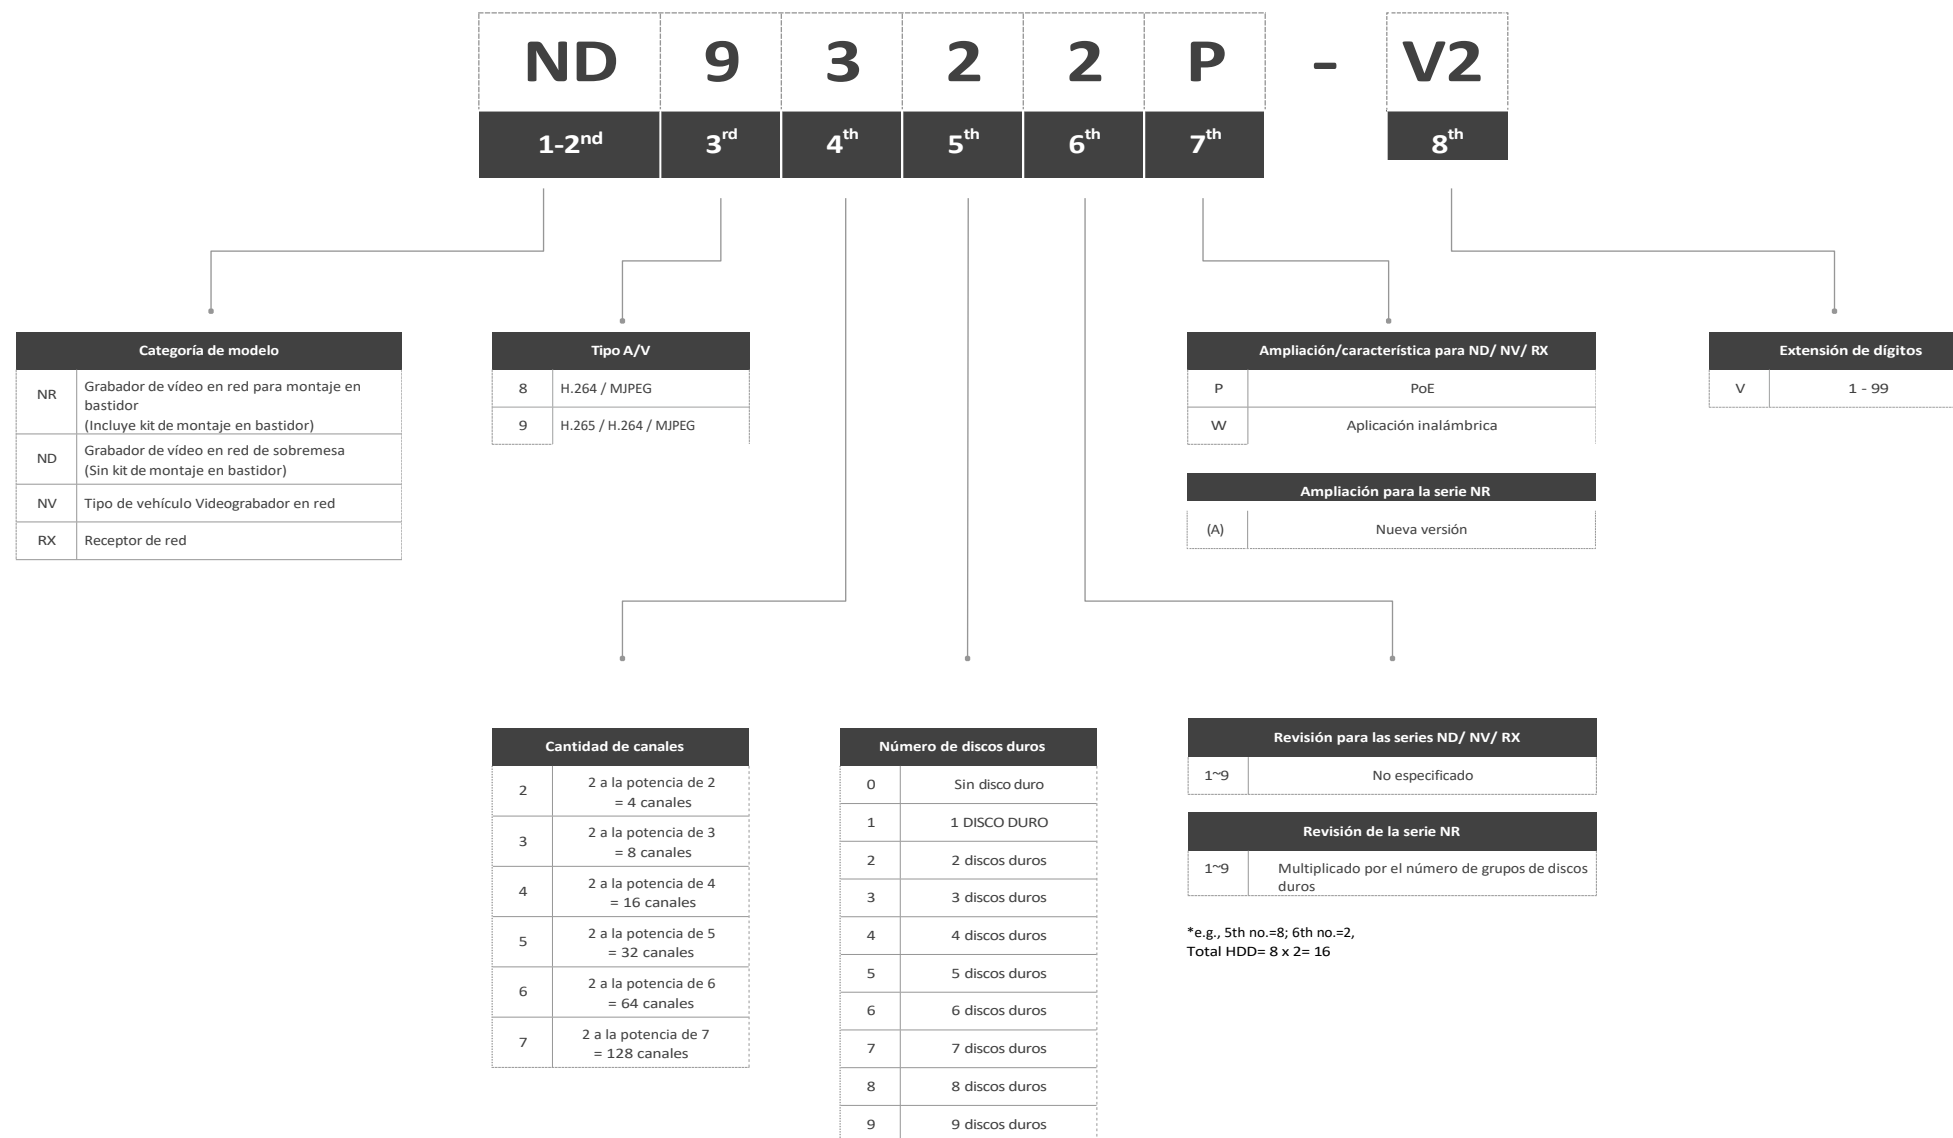 ND 9 3 2 2 P - V2
1-2nd 3rd 4th 5th 6th 7th 8th
Categoría de modelo
NR Grabador de vídeo en red para montaje en
bastidor
(Incluye kit de montaje en bastidor)
ND Grabador de vídeo en red de sobremesa
(Sin kit de montaje en bastidor)
NV Tipo de vehículo Videograbador en red
RX Receptor de red
Tipo A/V
8 H.264 / MJPEG
9 H.265 / H.264 / MJPEG
Ampliación/característica para ND/ NV/ RX
P PoE
W Aplicación inalámbrica
Ampliación para la serie NR
(A) Nueva versión
Extensión de dígitos
V 1 - 99
Cantidad de canales
2 2 a la potencia de 2
= 4 canales
3 2 a la potencia de 3
= 8 canales
4 2 a la potencia de 4
= 16 canales
5 2 a la potencia de 5
= 32 canales
6 2 a la potencia de 6
= 64 canales
7 2 a la potencia de 7
= 128 canales
Número de discos duros
0 Sin disco duro
1 1 DISCO DURO
2 2 discos duros
3 3 discos duros
4 4 discos duros
5 5 discos duros
6 6 discos duros
7 7 discos duros
8 8 discos duros
9 9 discos duros
Revisión para las series ND/ NV/ RX
1~9 No especificado
Revisión de la serie NR
1~9 Multiplicado por el número de grupos de discos
duros
*e.g., 5th no.=8; 6th no.=2,
Total HDD= 8 x 2= 16